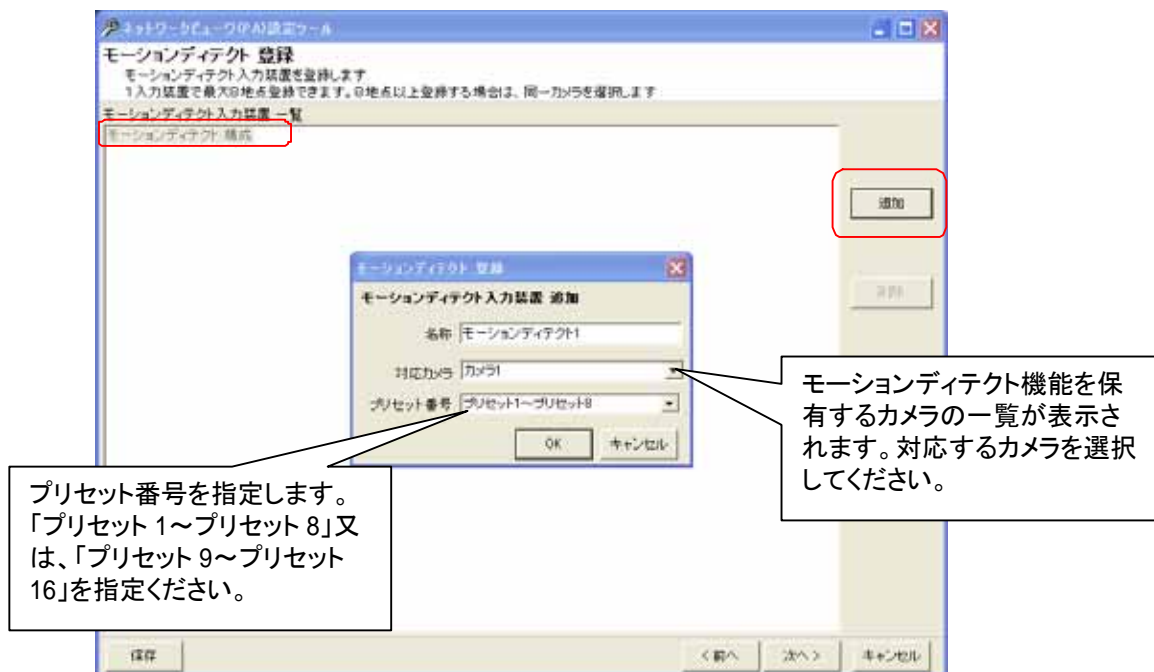 ネットワークビューワ(PA)設定ツール
モーションディテクト 登録
モーションディテクト入力装置を登録します
1入力装置で最大8地点登録できます。8地点以上登録する場合は、同一カメラを選択します
モーションディテクト入力装置 一覧
モーションディテクト 構成
追加
削除
モーションディテクト 登録
モーションディテクト入力装置 追加
名称 モーションディテクト1
対応カメラ カメラ1
プリセット番号 プリセット1～プリセット8
OK キャンセル
モーションディテクト機能を保
有するカメラの一覧が表示さ
れます。対応するカメラを選択
してください。
プリセット番号を指定します。
「プリセット 1～プリセット 8」又
は、「プリセット 9～プリセット
16」を指定ください。
保存 < 前へ 次へ > キャンセル